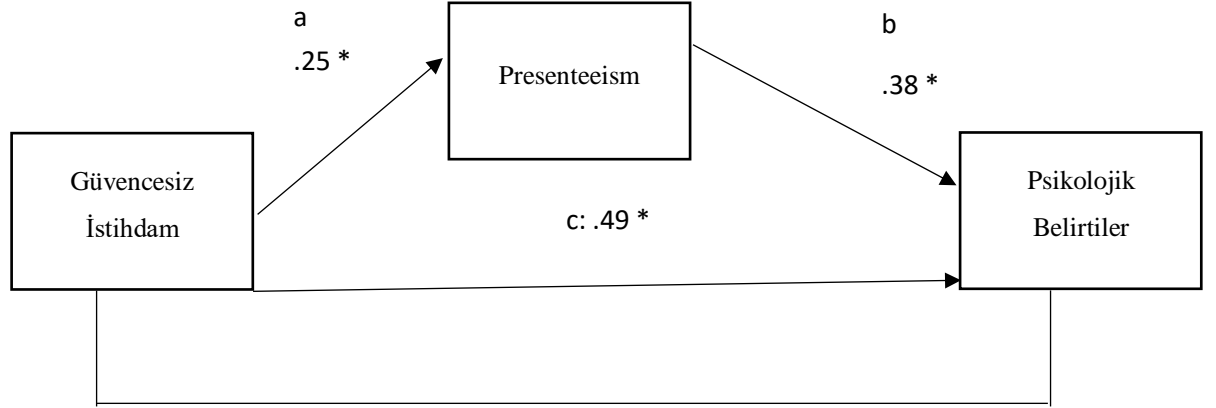 a
.25 *
Presenteeism
b
.38 *
Güvencesiz
İstihdam
c: .49 *
Psikolojik
Belirtiler